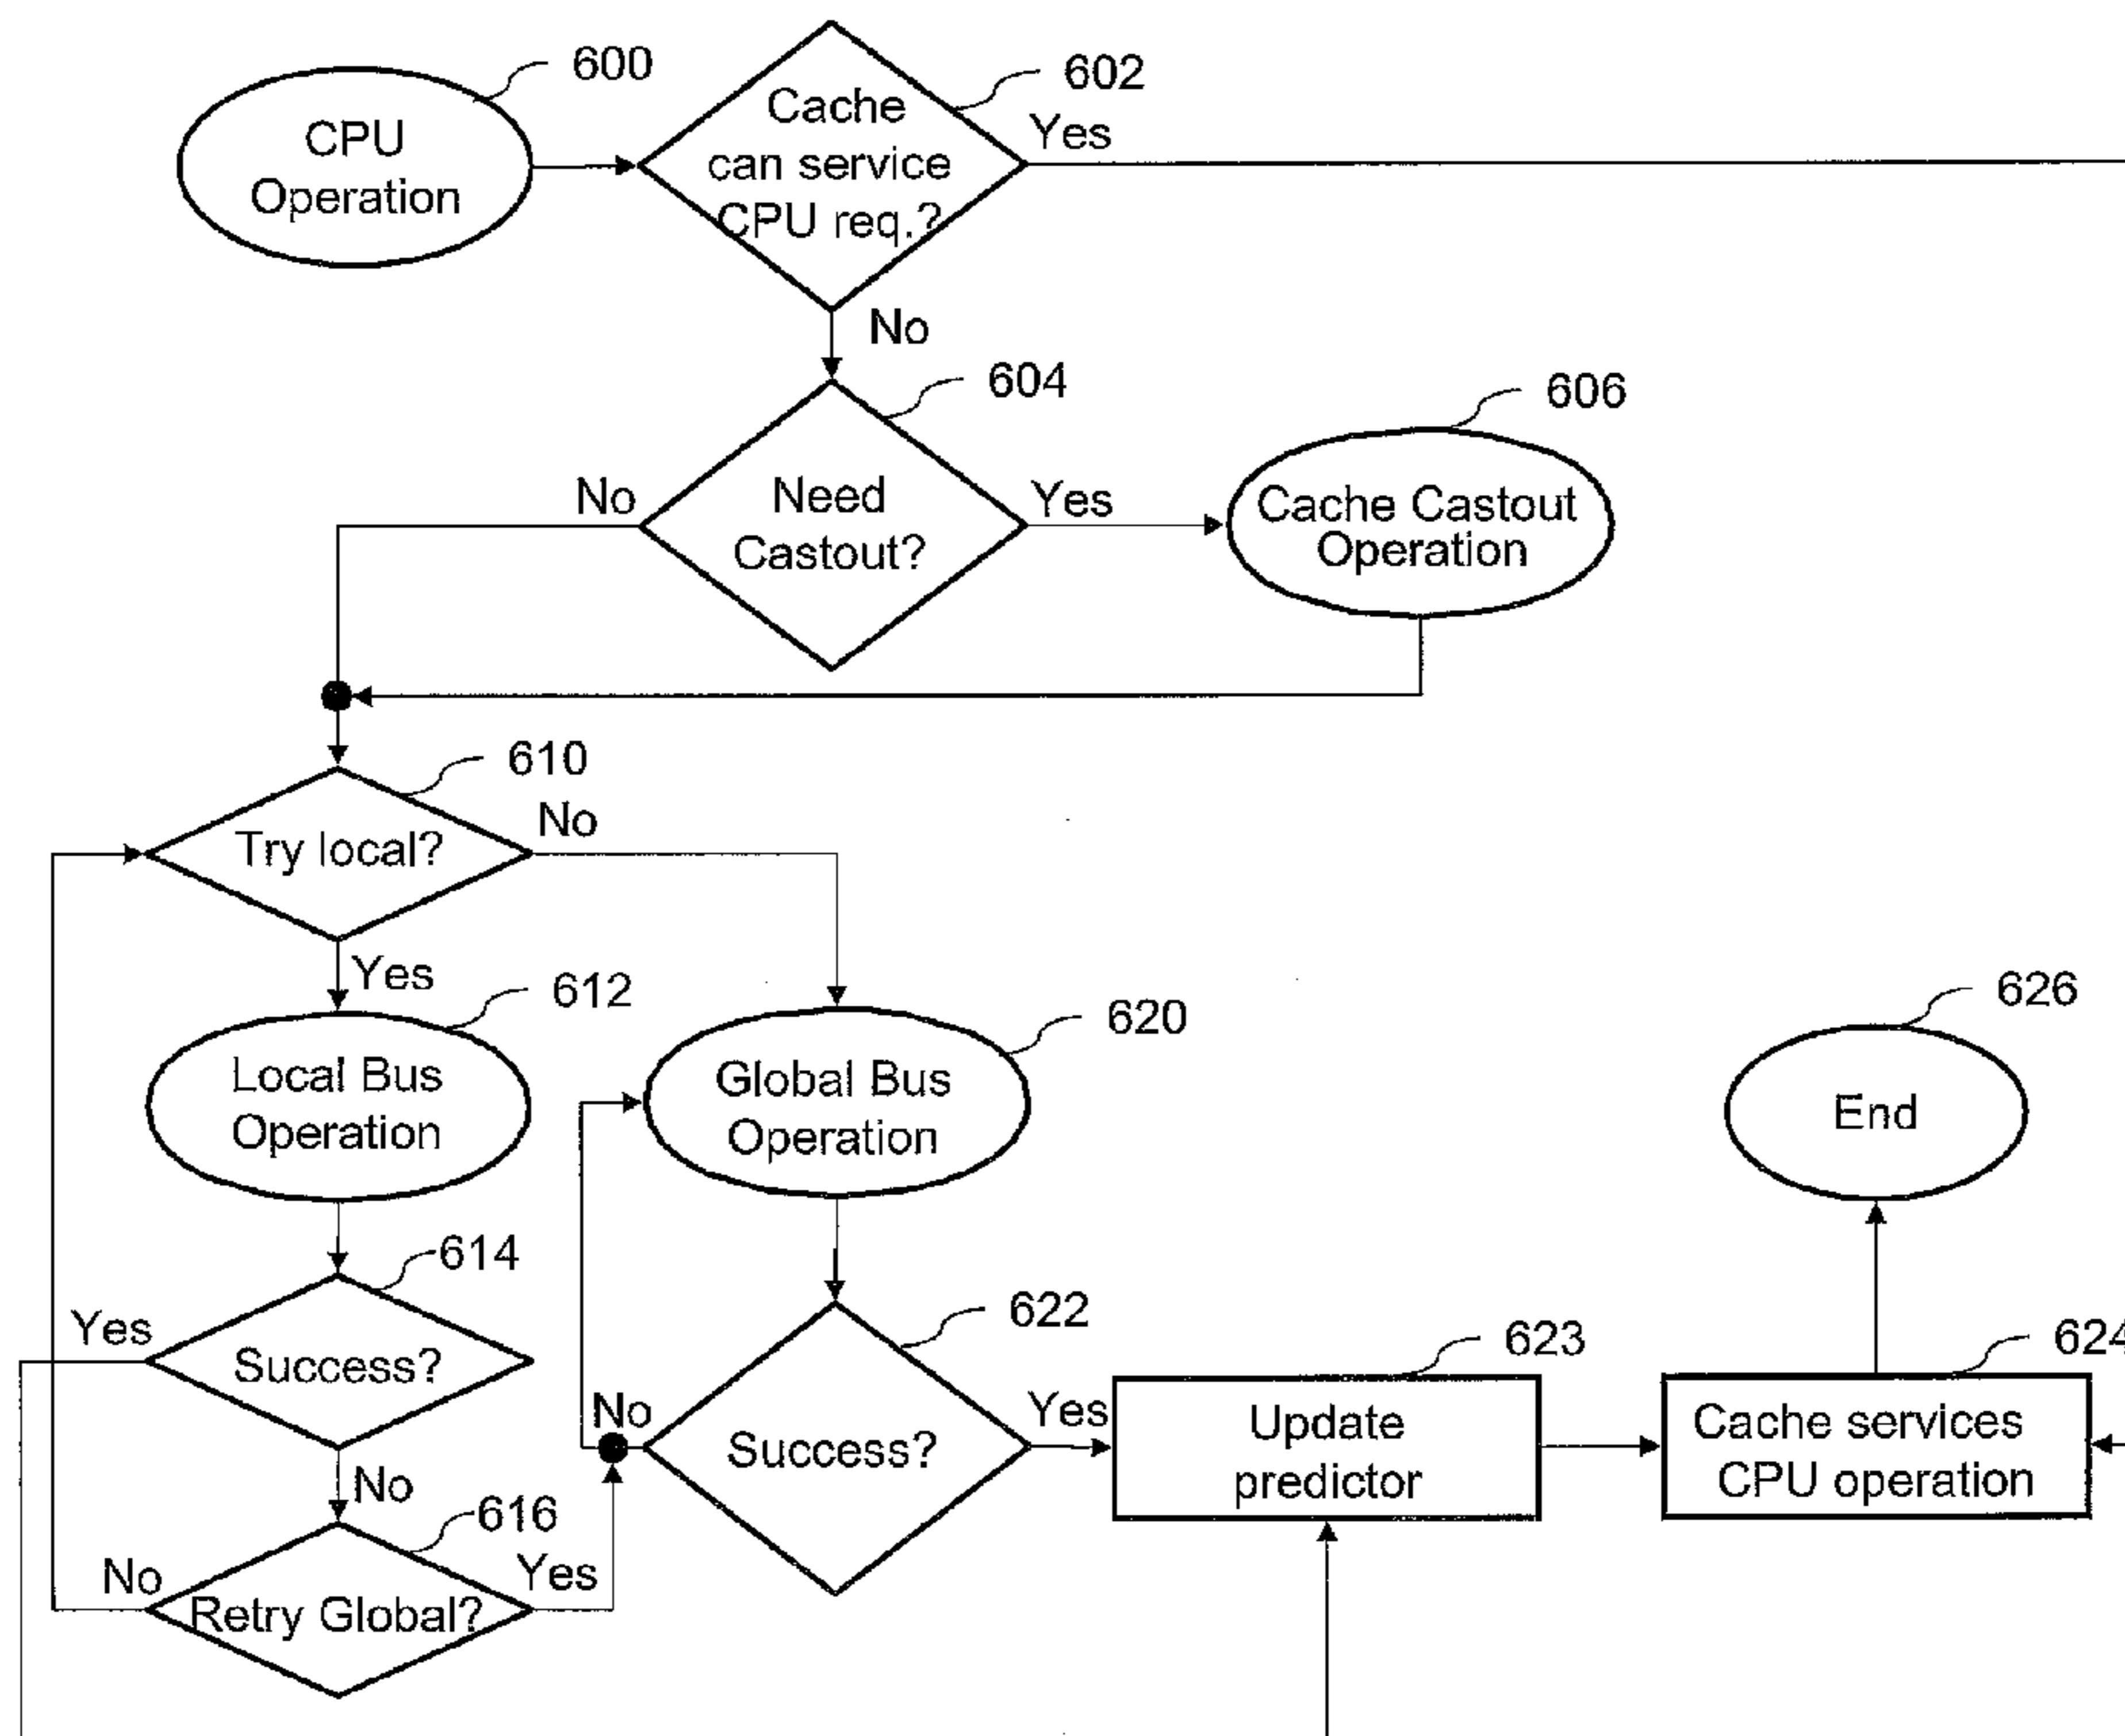 600
CPU
Operation
602
Cache
can service
CPU req.?
Yes
No
604
Need
Castout?
No
Yes
606
Cache Castout
Operation
610
Try local?
No
Yes
612
Local Bus
Operation
620
Global Bus
Operation
626
End
614
Success?
Yes
No
622
Success?
No
Yes
623
Update
predictor
624
Cache services
CPU operation
616
Retry Global?
No
Yes